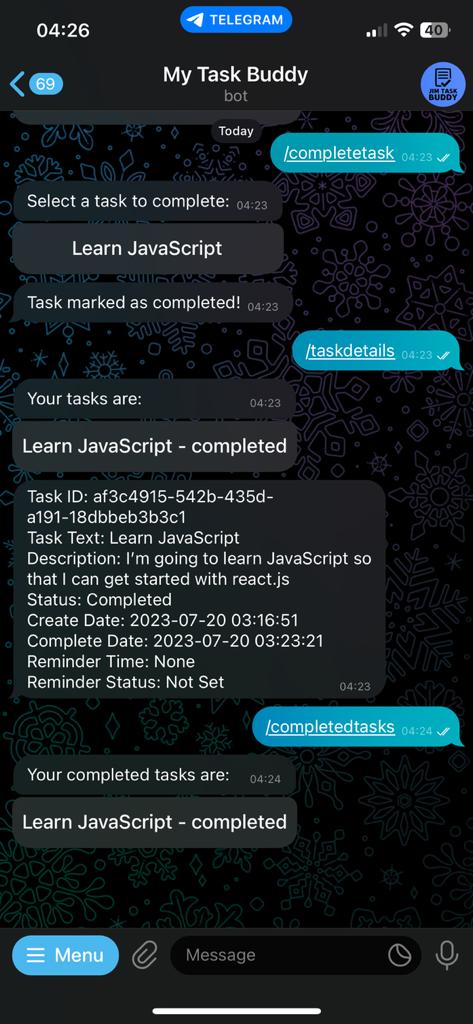 04:26
TELEGRAM
40
69
My Task Buddy
bot
JIM TASK
BUDDY
Today
/completetask 04:23
Select a task to complete: 04:23
Learn JavaScript
Task marked as completed! 04:23
/taskdetails 04:23
Your tasks are: 04:23
Learn JavaScript - completed
Task ID: af3c4915-542b-435d-
a191-18dbbeb3b3c1
Task Text: Learn JavaScript
Description: I'm going to learn JavaScript so
that I can get started with react.js
Status: Completed
Create Date: 2023-07-20 03:16:51
Complete Date: 2023-07-20 03:23:21
Reminder Time: None
Reminder Status: Not Set 04:23
/completedtasks 04:24
Your completed tasks are: 04:24
Learn JavaScript - completed
Menu
Message